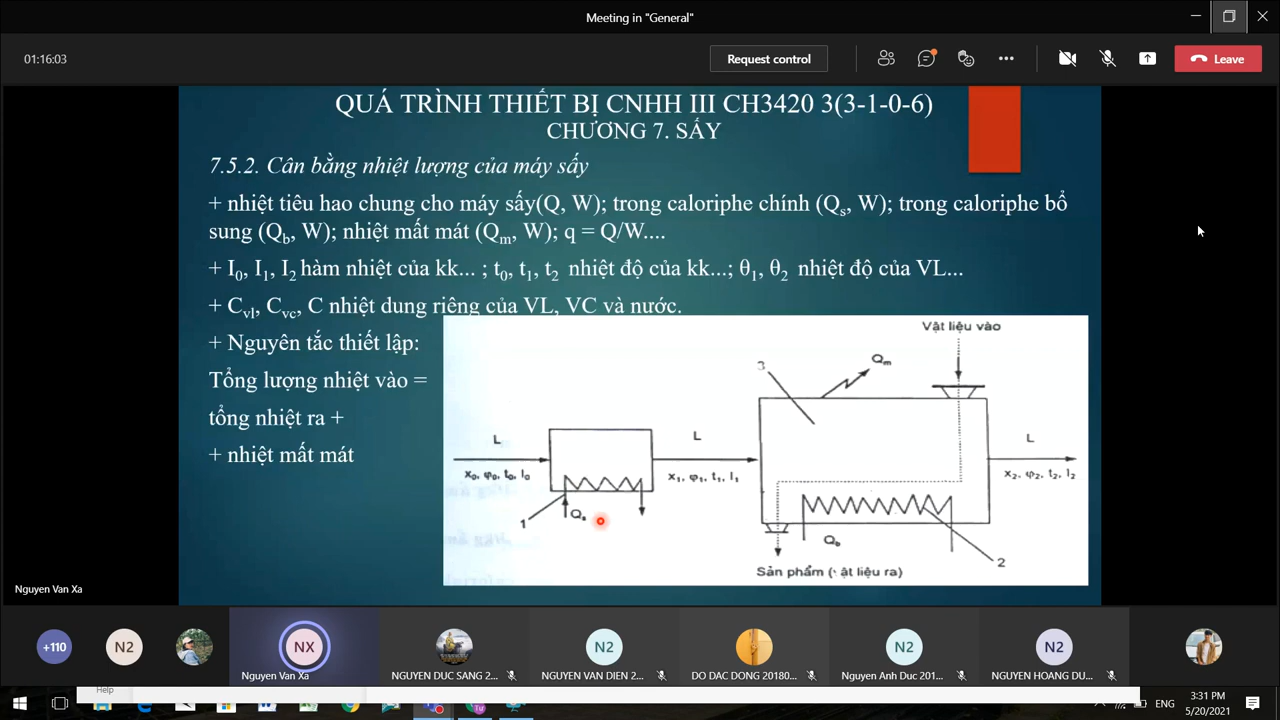 Meeting in "General"
01:16:03
Request control
Leave
QUÁ TRÌNH THIẾT BỊ CNHH III CH3420 3(3-1-0-6)
CHƯƠNG 7. SẤY
7.5.2. Cân bằng nhiệt lượng của máy sấy
+ nhiệt tiêu hao chung cho máy sấy(Q, W); trong caloriphe chính (Qs, W); trong caloriphe bổ
sung (Qb, W); nhiệt mất mát (Qm, W); q = Q/W....
+ I0, I1, I2 hàm nhiệt của kk... ; t0, t1, t2 nhiệt độ của kk...; θ1, θ2 nhiệt độ của VL...
+ Cvl, Cvc, C nhiệt dung riêng của VL, VC và nước.
+ Nguyên tắc thiết lập:
Tổng lượng nhiệt vào =
tổng nhiệt ra +
+ nhiệt mất mát
Vật liệu vào
3
Qm
L
L
L
x0, φ0, t0, I0
x1, φ1, t1, I1
x2, φ2, t2, I2
1
Qs
Qb
2
Sản phẩm ( ật liệu ra)
Nguyen Van Xa
+110
N2
NX
N2
N2
N2
Nguyen Van Xa
NGUYEN DUC SANG 2...
NGUYEN VAN DIEN 2...
DO DAC DONG 20180...
Nguyen Anh Duc 201...
NGUYEN HOANG DU...
Help
ENG
3:31 PM
5/20/2021